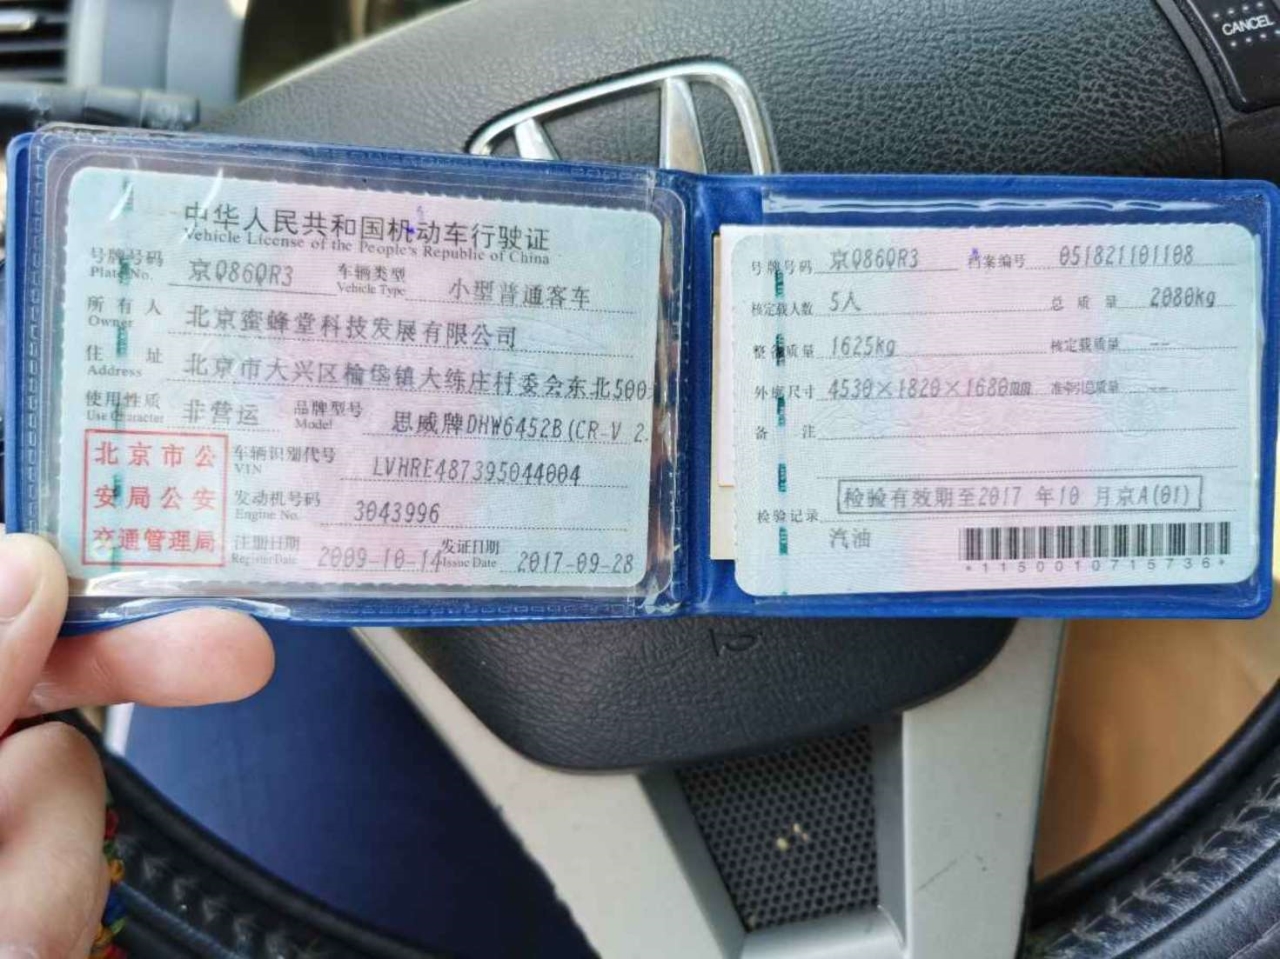 CANCEL
中华人民共和国机动车行驶证
Vehicle License of the People's Republic of China
号牌号码 京Q86QR3 车辆类型 小型普通客车
Plate No. Vehicle Type
所有人 北京蜜蜂堂科技发展有限公司
Owner
住址 北京市大兴区榆垡镇大练庄村委会东北500
Address
使用性质 非营运 品牌型号 思威牌DHW6452B(CR-V 2.
Use Character Model
北京市公
安局公安
交通管理局
车辆识别代号 LVHRE487395044004
VIN
发动机号码 3043996
Engine No.
注册日期 2009-10-14 发证日期 2017-09-28
Register Date Issue Date
号牌号码 京Q86QR3 档案编号 051821101108
核定载人数 5人 总质量 2080kg
整备质量 1625kg 核定载质量 --
外廓尺寸 4530×1820×1680mm 准牵引总质量 --
备注
检验有效期至2017 年10 月京A(01)
检验记录
汽油
*1150010715736*